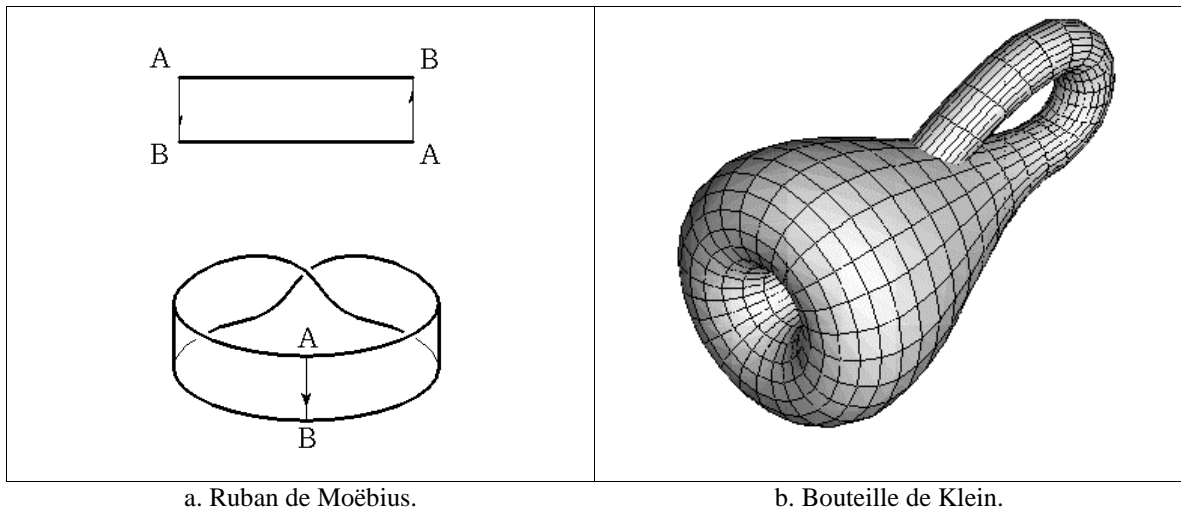 A B
B A
A
B
a. Ruban de Moëbius. b. Bouteille de Klein.